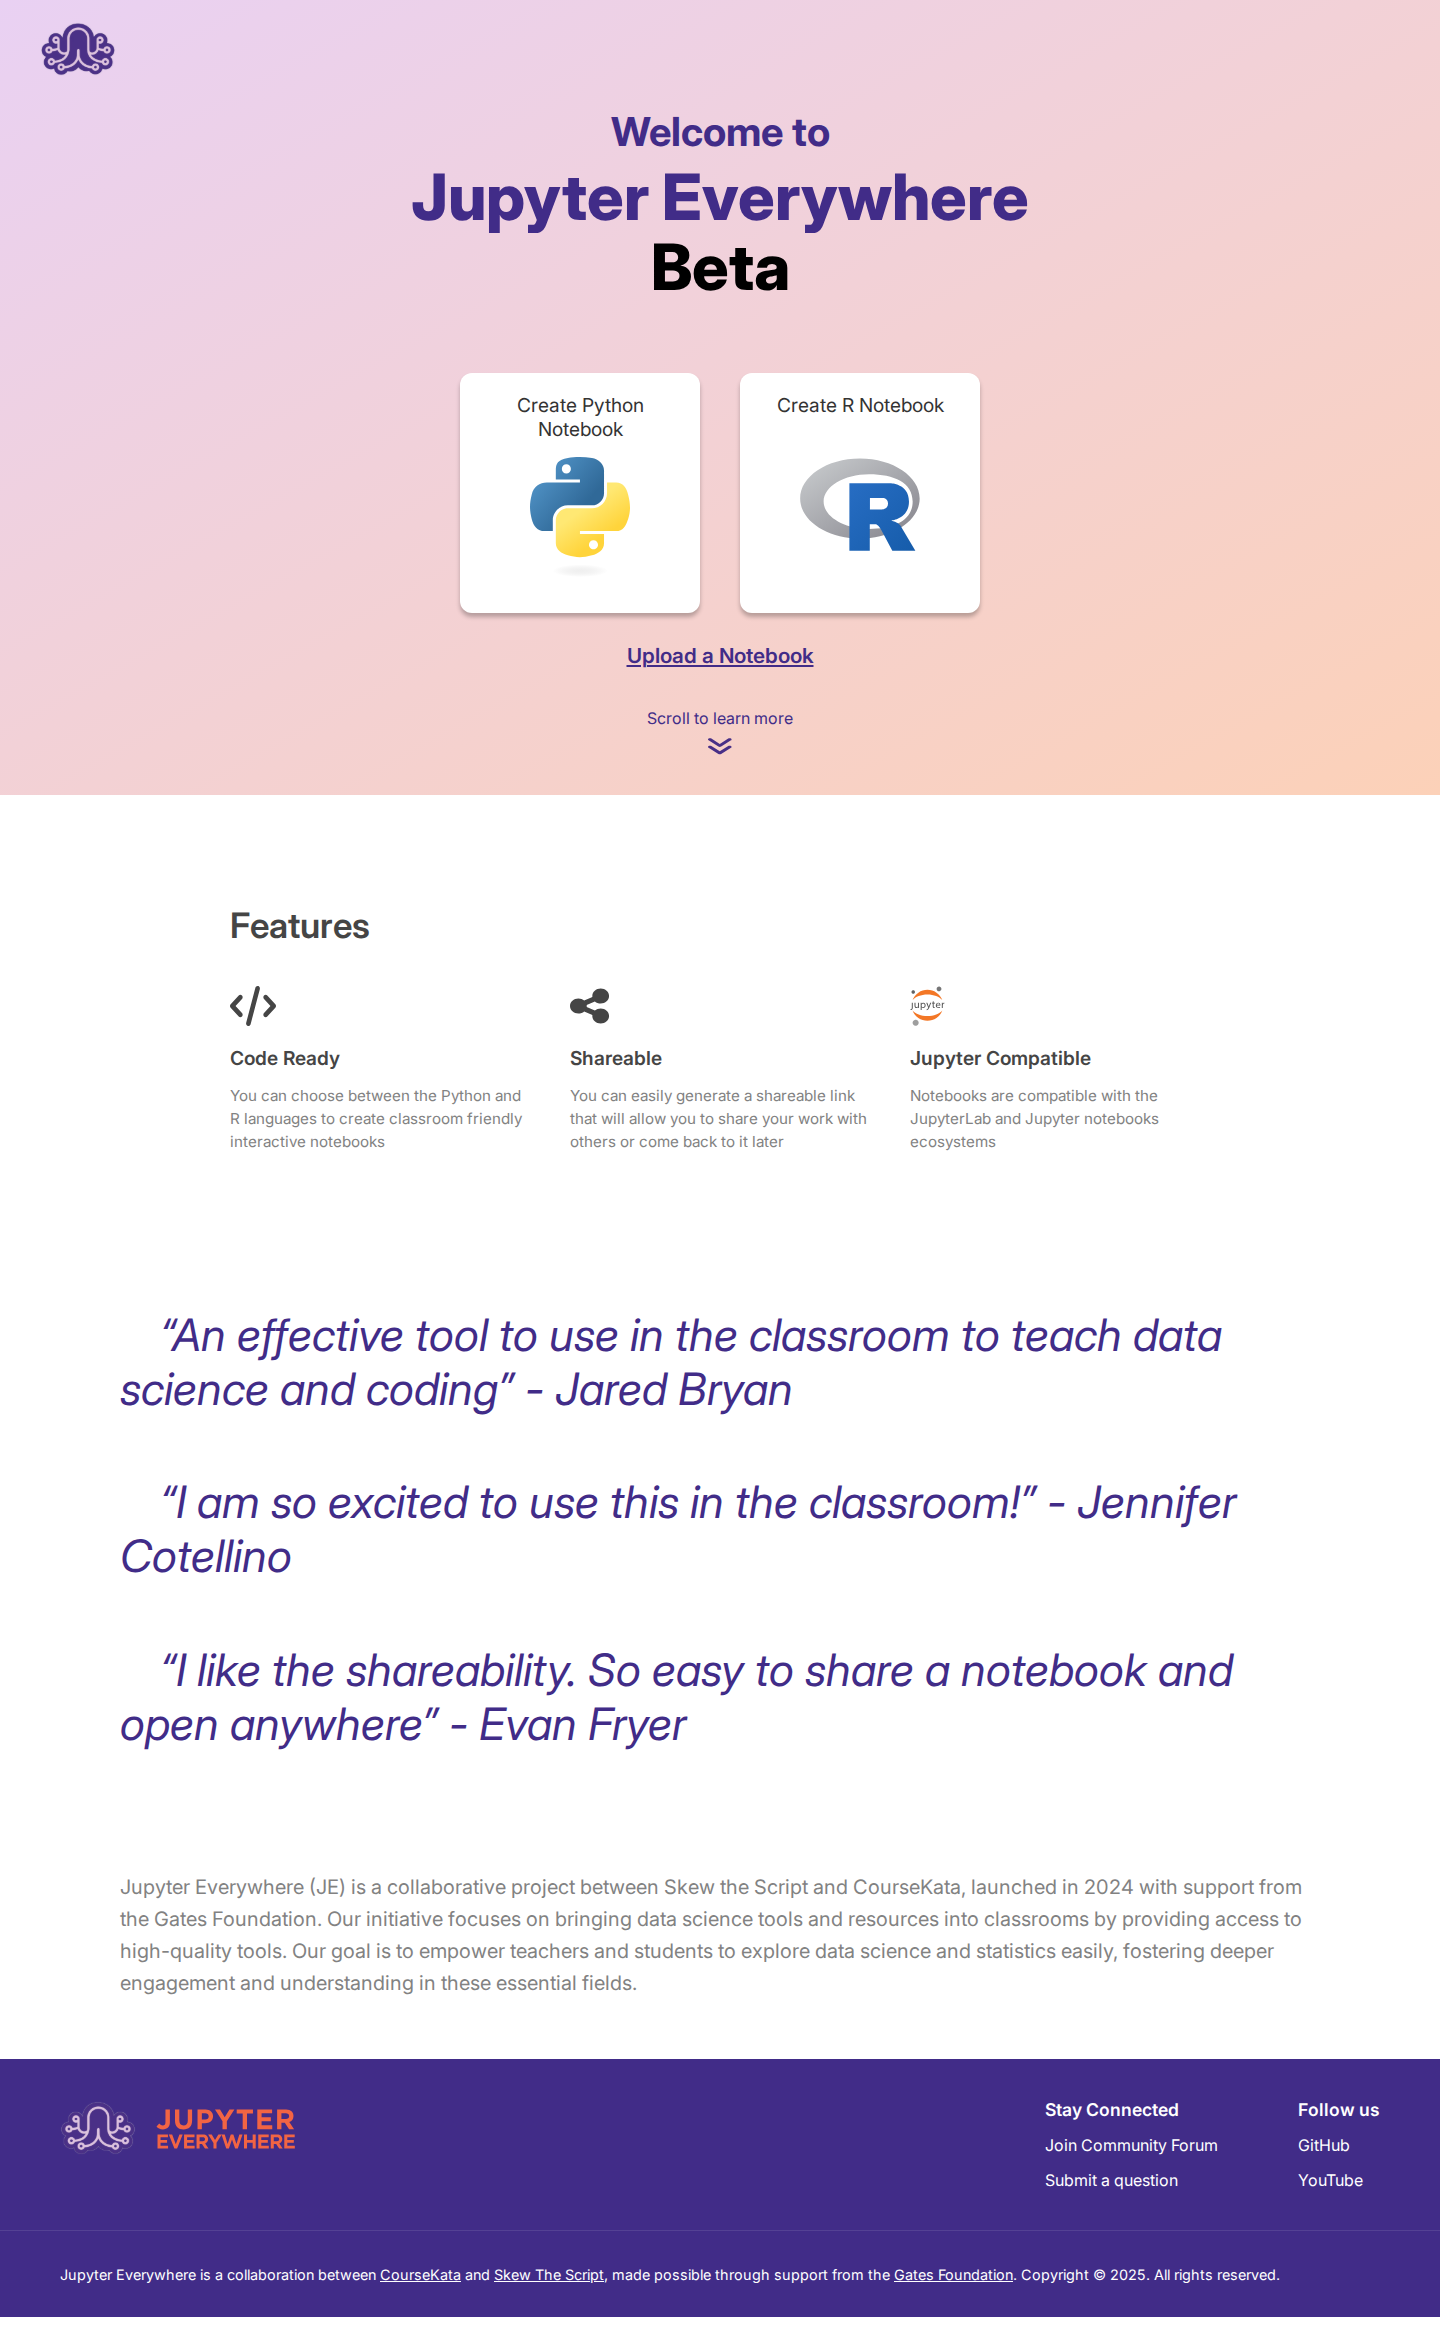 Welcome to
Jupyter Everywhere
Beta
Create Python
Notebook
Create R Notebook
R
Upload a Notebook
Scroll to learn more
Features
jupyter
Code Ready
You can choose between the Python and
R languages to create classroom friendly
interactive notebooks
Shareable
You can easily generate a shareable link
that will allow you to share your work with
others or come back to it later
Jupyter Compatible
Notebooks are compatible with the
JupyterLab and Jupyter notebooks
ecosystems
“An effective tool to use in the classroom to teach data
science and coding” - Jared Bryan
“I am so excited to use this in the classroom!” - Jennifer
Cotellino
“I like the shareability. So easy to share a notebook and
open anywhere” - Evan Fryer
Jupyter Everywhere (JE) is a collaborative project between Skew the Script and CourseKata, launched in 2024 with support from
the Gates Foundation. Our initiative focuses on bringing data science tools and resources into classrooms by providing access to
high-quality tools. Our goal is to empower teachers and students to explore data science and statistics easily, fostering deeper
engagement and understanding in these essential fields.
JUPYTER
EVERYWHERE
Stay Connected
Join Community Forum
Submit a question
Follow us
GitHub
YouTube
Jupyter Everywhere is a collaboration between CourseKata and Skew The Script, made possible through support from the Gates Foundation. Copyright © 2025. All rights reserved.